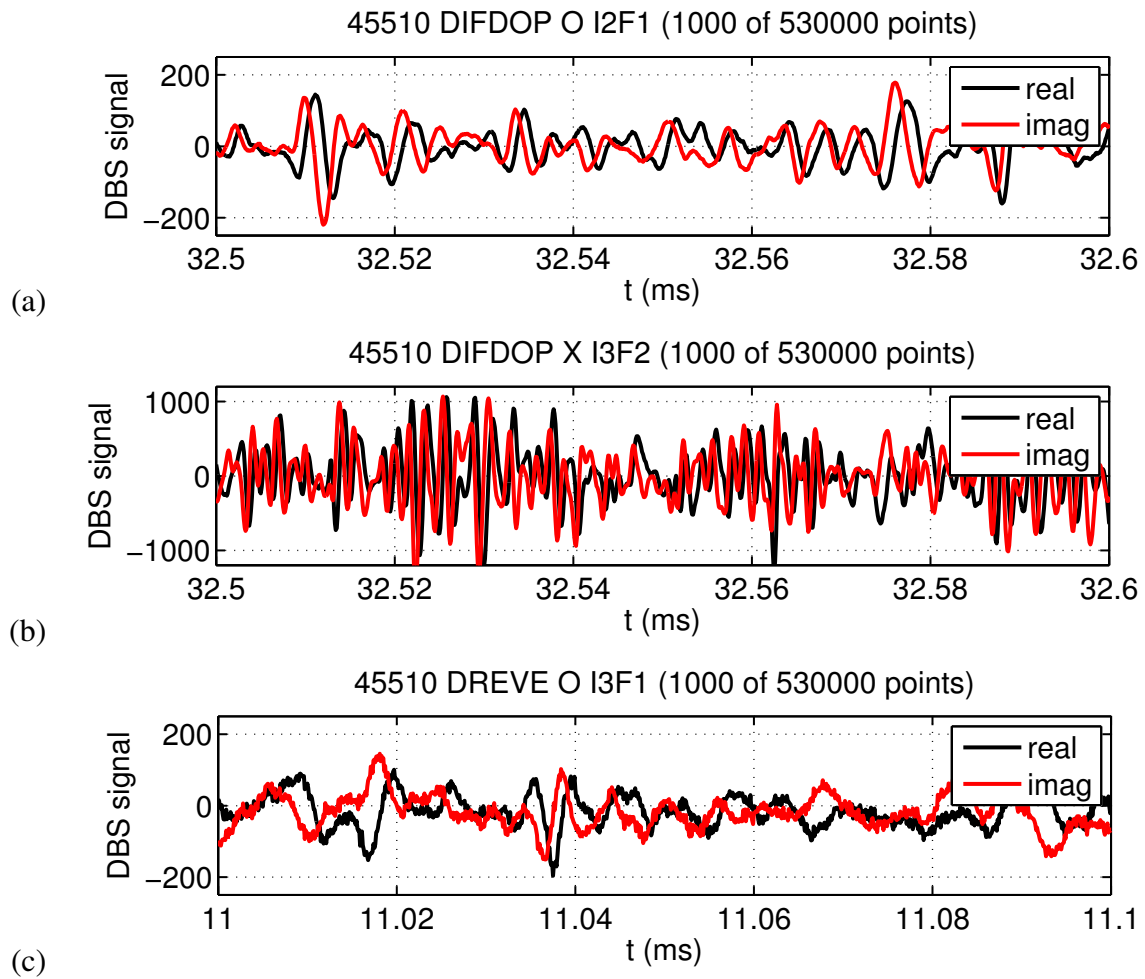 45510 DIFDOP O I2F1 (1000 of 530000 points)
200
0
−200
DBS signal
real
imag
32.5 32.52 32.54 32.56 32.58 32.6
t (ms)
(a)
45510 DIFDOP X I3F2 (1000 of 530000 points)
1000
0
−1000
DBS signal
real
imag
32.5 32.52 32.54 32.56 32.58 32.6
t (ms)
(b)
45510 DREVE O I3F1 (1000 of 530000 points)
200
0
−200
DBS signal
real
imag
11 11.02 11.04 11.06 11.08 11.1
t (ms)
(c)